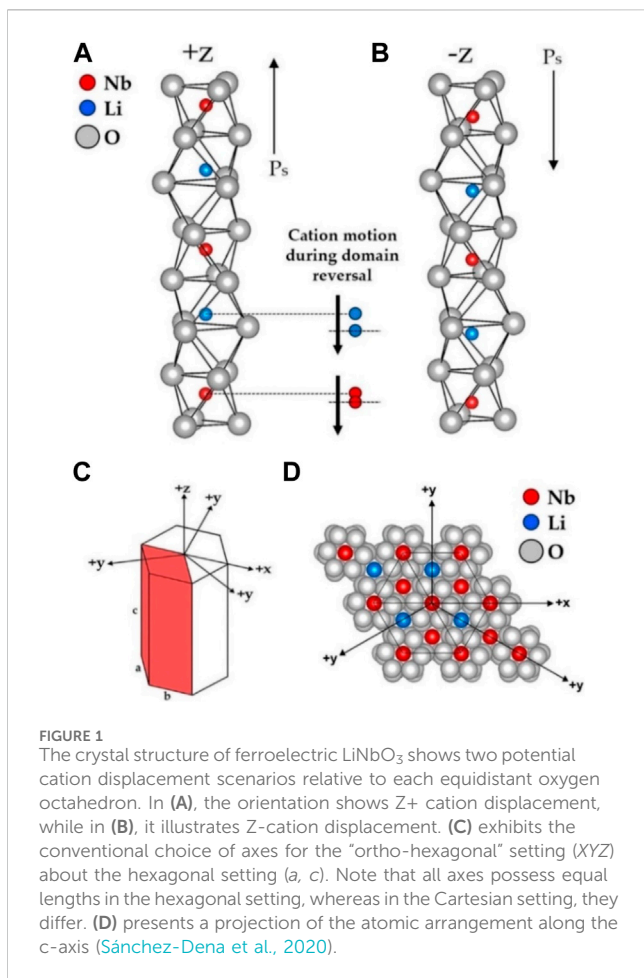 A
+Z
B
-Z
Nb
Li
O
Ps
Ps
Cation motion
during domain
reversal
C
+z
+y
+y
+x
+y
c
a
b
D
+y
Nb
Li
O
+x
+y
+y
FIGURE 1
The crystal structure of ferroelectric LiNbO₃ shows two potential
cation displacement scenarios relative to each equidistant oxygen
octahedron. In (A), the orientation shows Z+ cation displacement,
while in (B), it illustrates Z-cation displacement. (C) exhibits the
conventional choice of axes for the “ortho-hexagonal” setting (XYZ)
about the hexagonal setting (a, c). Note that all axes possess equal
lengths in the hexagonal setting, whereas in the Cartesian setting, they
differ. (D) presents a projection of the atomic arrangement along the
c-axis (Sánchez-Dena et al., 2020).